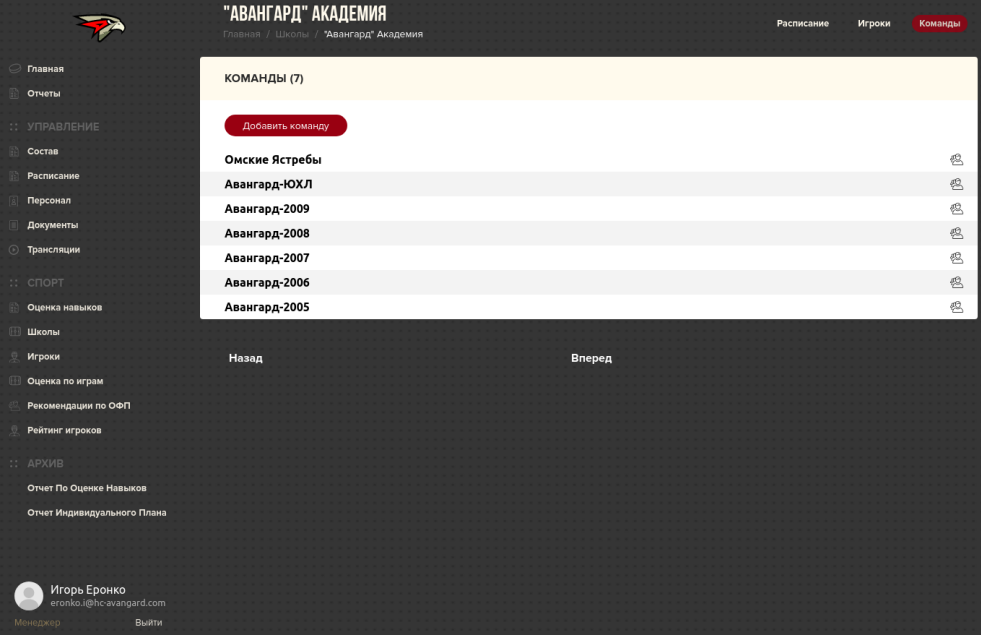 "АВАНГАРД" АКАДЕМИЯ
Главная / Школы / "Авангард" Академия
Расписание
Игроки
Команды
Главная
Отчеты
УПРАВЛЕНИЕ
Состав
Расписание
Персонал
Документы
Трансляции
СПОРТ
Оценка навыков
Школы
Игроки
Оценка по играм
Рекомендации по ОФП
Рейтинг игроков
АРХИВ
Отчет По Оценке Навыков
Отчет Индивидуального Плана
Игорь Еронко
eronko.i@hc-avangard.com
Менеджер
Выйти
КОМАНДЫ (7)
Добавить команду
Омские Ястребы
Авангард-ЮХЛ
Авангард-2009
Авангард-2008
Авангард-2007
Авангард-2006
Авангард-2005
Назад
Вперед